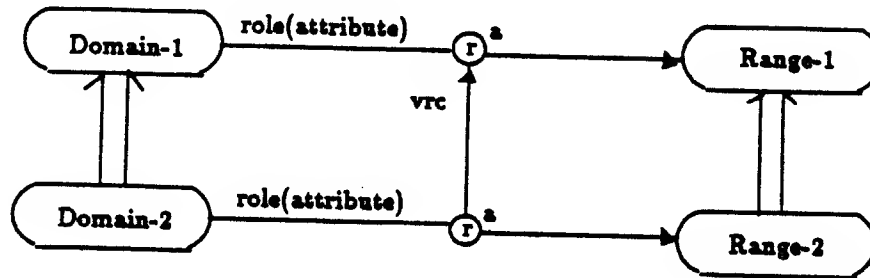 Domain-1 role(attribute) r a Range-1
vrc
Domain-2 role(attribute) r a Range-2